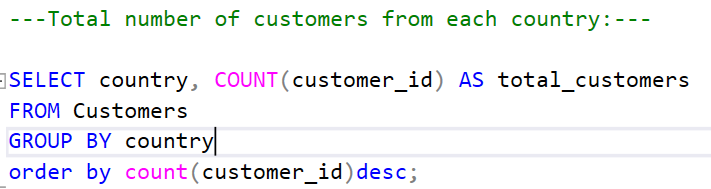 ---Total number of customers from each country:---
SELECT country, COUNT(customer_id) AS total_customers
FROM Customers
GROUP BY country
order by count(customer_id)desc;